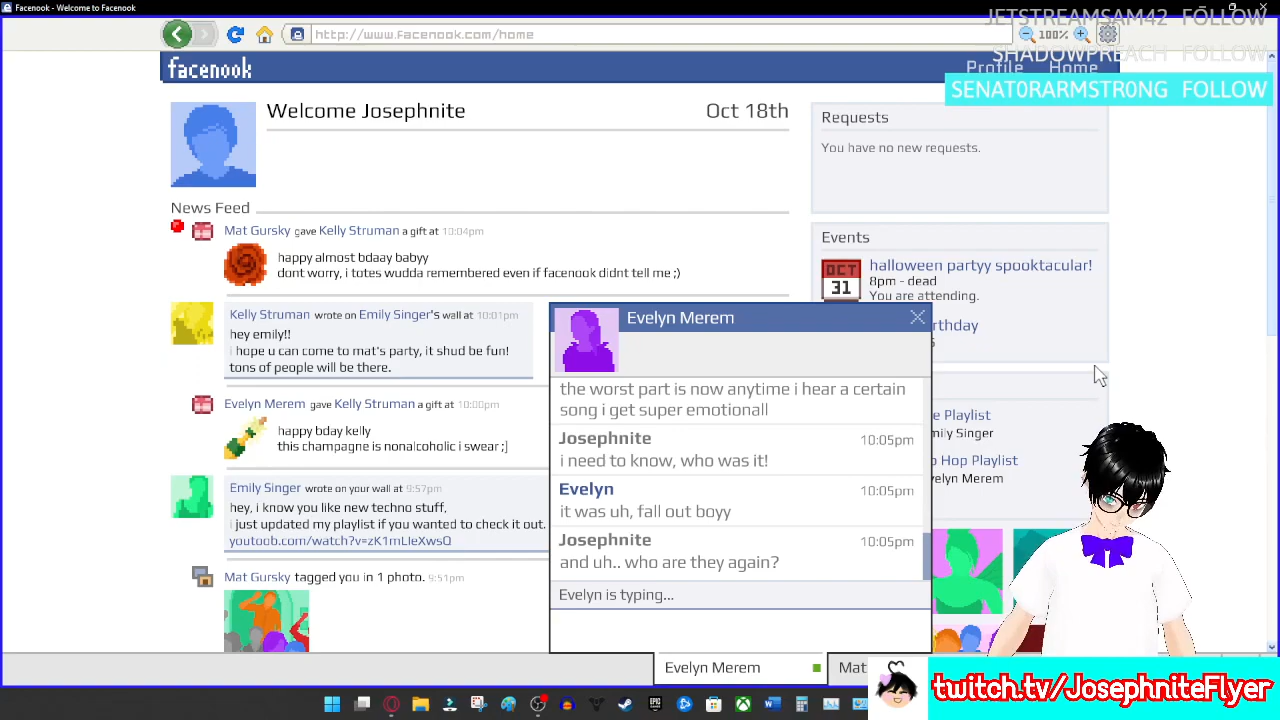 Facenook - Welcome to Facenook
JETSTREAMSAM42 FOLLOW
http://www.facenook.com/home
100%
SHADOWPREACH FOLLOW
facenook
Profile Home
SENAT0RARMSTR0NG FOLLOW
Welcome Josephnite
Oct 18th
Requests
You have no new requests.
News Feed
Mat Gursky gave Kelly Struman a gift at 10:04pm
happy almost bdaay babyy
dont worry, i totes wudda remembered even if facenook didnt tell me ;)
Events
OCT
31
halloween partyy spooktacular!
8pm - dead
You are attending.
irthday
Kelly Struman wrote on Emily Singer's wall at 10:01pm
hey emily!!
i hope u can come to mat's party, it shud be fun!
tons of people will be there.
Evelyn Merem gave Kelly Struman a gift at 10:00pm
happy bday kelly
this champagne is nonalcoholic i swear ;]
Emily Singer wrote on your wall at 9:57pm
hey, i know you like new techno stuff,
i just updated my playlist if you wanted to check it out.
youtoob.com/watch?v=zK1mLIeXwsQ
Mat Gursky tagged you in 1 photo. 9:51pm
Evelyn Merem
the worst part is now anytime i hear a certain
song i get super emotionall
Josephnite 10:05pm
i need to know, who was it!
Evelyn 10:05pm
it was uh, fall out boyy
Josephnite 10:05pm
and uh.. who are they again?
Evelyn is typing...
e Playlist
mily Singer
Hop Playlist
velyn Merem
Evelyn Merem
Mat
twitch.tv/JosephniteFlyer